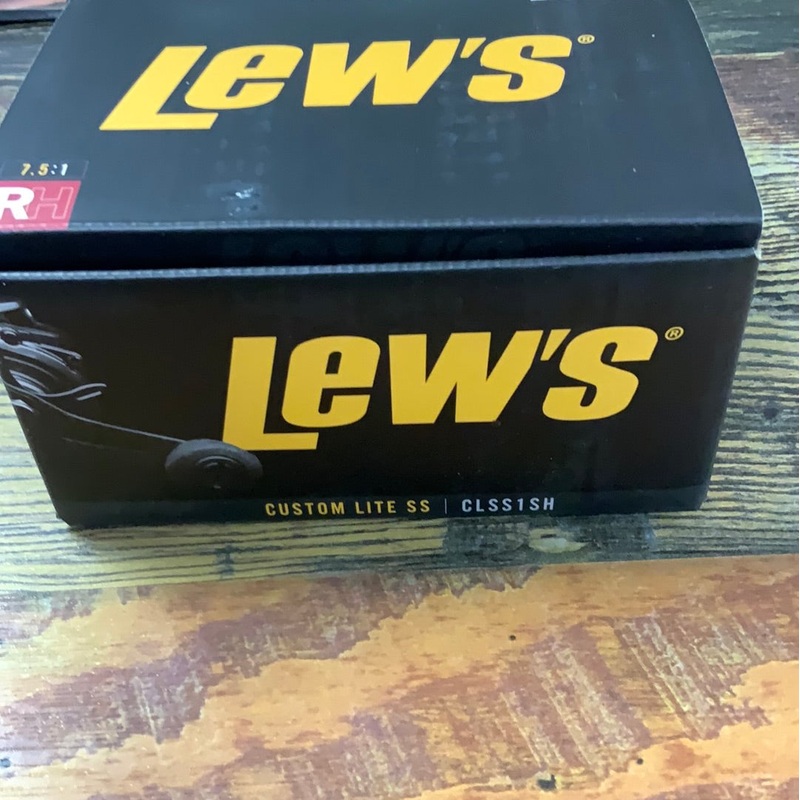 LEW'S®
7.5:1
RH
LEW'S®
CUSTOM LITE SS | CLSS1SH